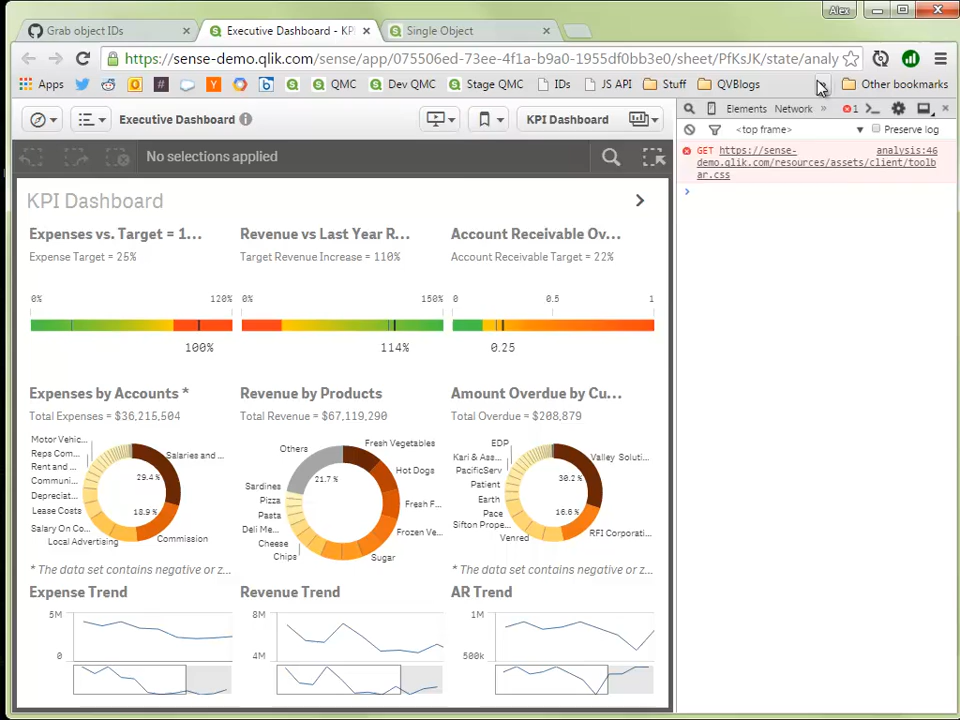 Alex
Grab object IDs
Executive Dashboard - KP
Single Object
https://sense-demo.qlik.com/sense/app/075506ed-73ee-4f1a-b9a0-1935df0bb3e0/sheet/PfKsJK/state/analy
Apps
QMC
Dev QMC
Stage QMC
IDs
JS API
Stuff
QVBlogs
Other bookmarks
Executive Dashboard
KPI Dashboard
Elements Network
1
<top frame>
Preserve log
No selections applied
GET https://sense-
demo.qlik.com/resources/assets/client/toolb
ar.css
analysis:46
KPI Dashboard
Expenses vs. Target = 1...
Expense Target = 25%
0% 120%
100%
Revenue vs Last Year R...
Target Revenue Increase = 110%
0% 150%
114%
Account Receivable Ov...
Account Receivable Target = 22%
0 0.5 1
0.25
Expenses by Accounts *
Total Expenses = $36,215,504
Motor Vehic...
Reps Com...
Rent and ...
Communi...
Depreciat...
Lease Costs
Salary On Co...
Local Advertising
Salaries and ...
Commission
29.4 %
18.9 %
* The data set contains negative or z...
Revenue by Products
Total Revenue = $67,119,290
Others
Sardines
Pizza
Pasta
Deli Me...
Cheese
Chips
Fresh Vegetables
Hot Dogs
Fresh F...
Frozen Ve...
Sugar
21.7 %
Amount Overdue by Cu...
Total Overdue = $208,879
EDP
Kari & Ass...
PacificServ
Patient
Earth
Pace
Sifton Prope...
Venred
Valley Soluti...
RFI Corporati...
30.2 %
16.6 %
* The data set contains negative or z...
Expense Trend
5M
0
Revenue Trend
8M
4M
AR Trend
1M
500k